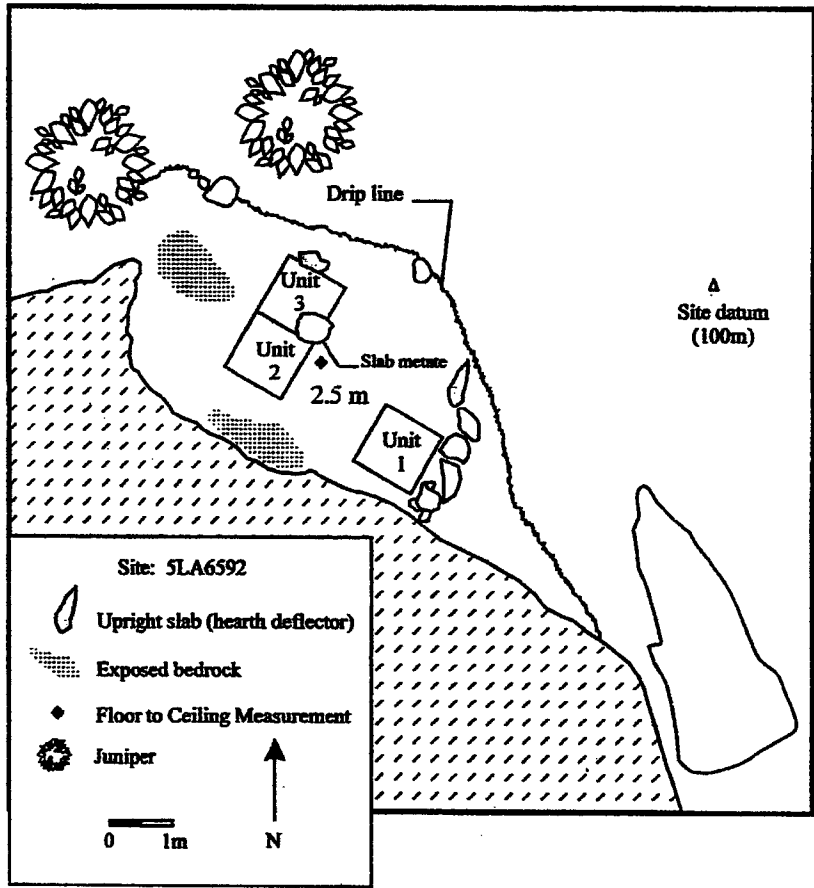 Drip line
Unit
3
Site datum
(100m)
Unit
2
Slab metate
2.5 m
Unit
1
Site: 5LA6592
Upright slab (hearth deflector)
Exposed bedrock
Floor to Ceiling Measurement
Juniper
0 1m
N